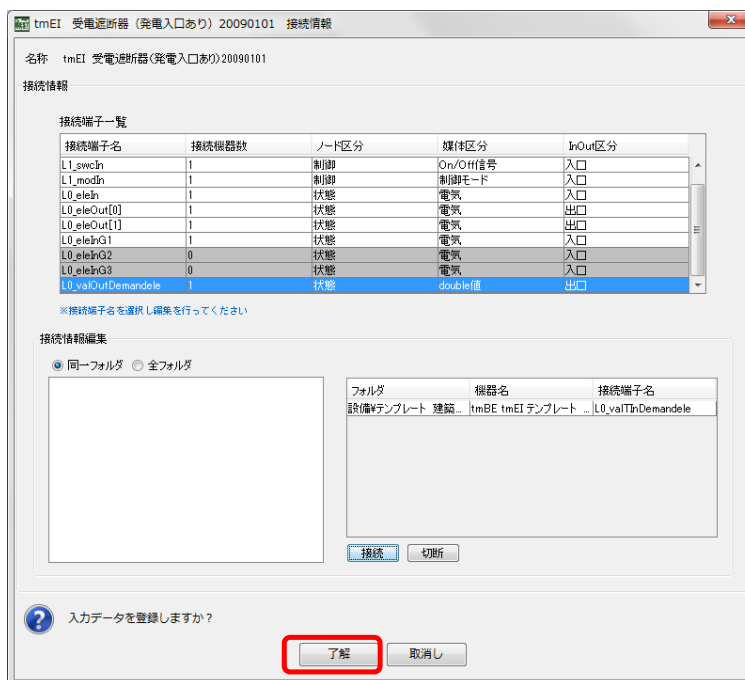 tmEI 受電遮断器（発電入口あり）20090101 接続情報
名称 tmEI 受電遮断器(発電入口あり)20090101
接続情報
接続端子一覧
接続端子名 接続機器数 ノード区分 媒体区分 InOut区分
L1_swcIn 1 制御 On/Off信号 入口
L1_modIn 1 制御 制御モード 入口
L0_eleIn 1 状態 電気 入口
L0_eleOut[0] 1 状態 電気 出口
L0_eleOut[1] 1 状態 電気 出口
L0_eleInG1 1 状態 電気 入口
L0_eleInG2 0 状態 電気 入口
L0_eleInG3 0 状態 電気 入口
L0_valOutDemandele 1 状態 double値 出口
※接続端子名を選択し編集を行ってください
接続情報編集
同一フォルダ 全フォルダ
フォルダ 機器名 接続端子名
設備¥テンプレート 建築... tmBE tmEI テンプレート ... L0_valTInDemandele
接続 切断
入力データを登録しますか？
了解 取消し